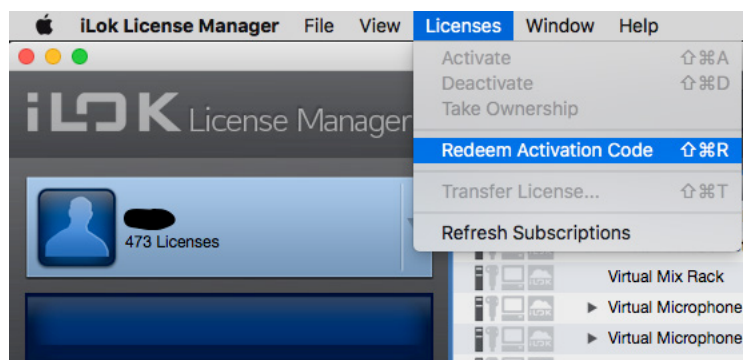 iLok License Manager File View Licenses Window Help
Activate ⇧⌘A
Deactivate ⇧⌘D
Take Ownership
iLOK License Manager
Redeem Activation Code ⇧⌘R
Transfer License... ⇧⌘T
Refresh Subscriptions
473 Licenses
Virtual Mix Rack
Virtual Microphone
Virtual Microphone